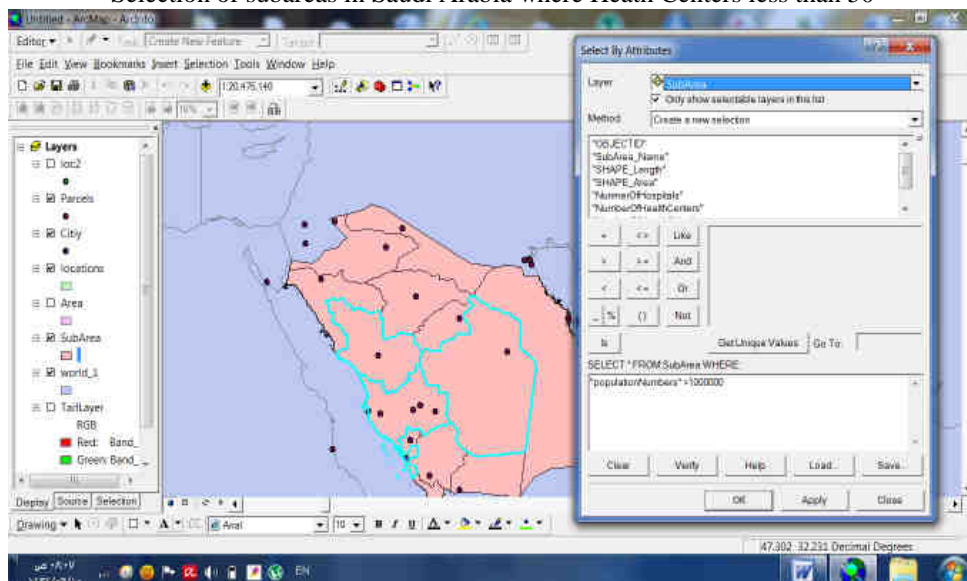 Selection of subareas in Saudi Arabia where Heath Centers less than 50
Untitled - ArcMap - ArcInfo
Editor Create New Feature
File Edit View Bookmarks Insert Selection Tools Window Help
1:20,475,140
Layers
loc2
Parcels
City
locations
Area
SubArea
world_1
TaifLayer
RGB
Red: Band_
Green: Band_
Display Source Selection
Drawing A Arial 10 B I U A
47.302 32.231 Decimal Degrees
EN
Select By Attributes
Layer SubArea
Only show selectable layers in this list
Method Create a new selection
"OBJECTID"
"SubArea_Name"
"SHAPE_Length"
"SHAPE_Area"
"NumberOfHealthCenters"
= <> Like
> >= And
< <= Or
_ % () Not
Is Get Unique Values Go To:
SELECT * FROM SubArea WHERE:
"populationNumbers">1000000
Clear Verify Help Load... Save...
OK Apply Close